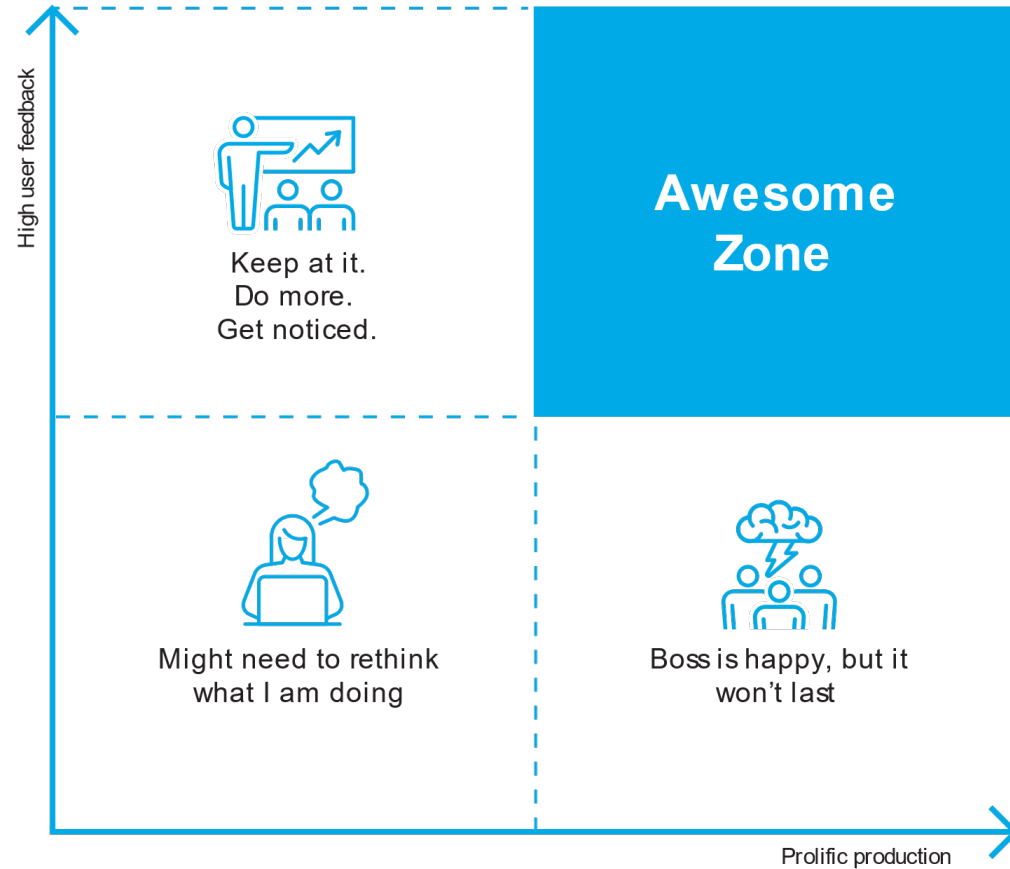 High user feedback
Keep at it.
Do more.
Get noticed.
Awesome
Zone
Might need to rethink
what I am doing
Boss is happy, but it
won’t last
Prolific production